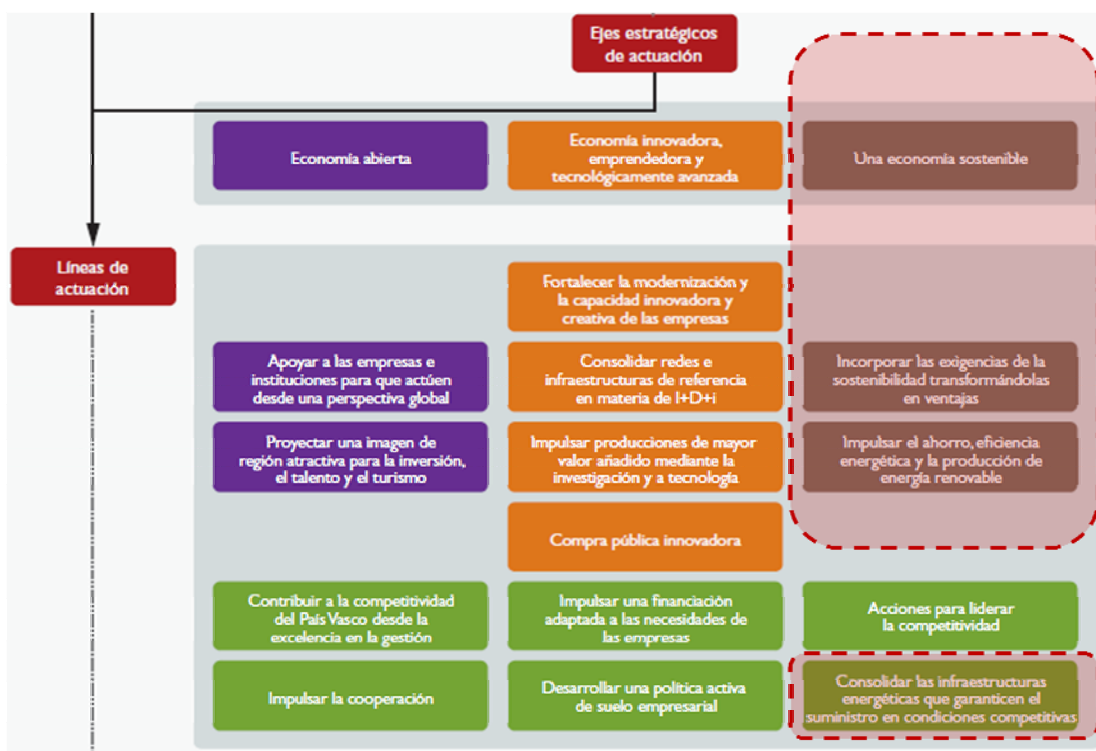 Ejes estratégicos
de actuación
Economía abierta
Economía innovadora,
emprendedora y
tecnológicamente avanzada
Una economía sostenible
Líneas de
actuación
Fortalecer la modernización y
la capacidad innovadora y
creativa de las empresas
Apoyar a las empresas e
instituciones para que actúen
desde una perspectiva global
Consolidar redes e
infraestructuras de referencia
en materia de I+D+i
Incorporar las exigencias de la
sostenibilidad transformándolas
en ventajas
Proyectar una imagen de
región atractiva para la inversión,
el talento y el turismo
Impulsar producciones de mayor
valor añadido mediante la
investigación y a tecnología
Impulsar el ahorro, eficiencia
energética y la producción de
energía renovable
Compra pública innovadora
Contribuir a la competitividad
del País Vasco desde la
excelencia en la gestión
Impulsar una financiación
adaptada a las necesidades de
las empresas
Acciones para liderar
la competitividad
Impulsar la cooperación
Desarrollar una política activa
de suelo empresarial
Consolidar las infraestructuras
energéticas que garanticen el
suministro en condiciones competitivas